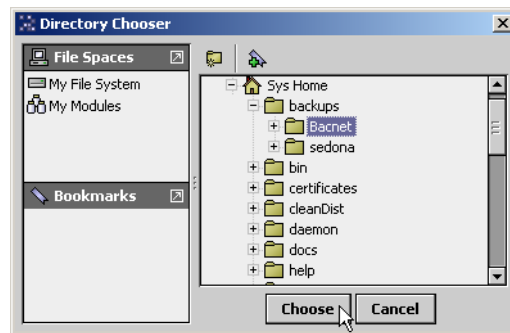 Directory Chooser
File Spaces
My File System
My Modules
Bookmarks
Sys Home
backups
Bacnet
sedona
bin
certificates
cleanDist
daemon
docs
help
Choose
Cancel